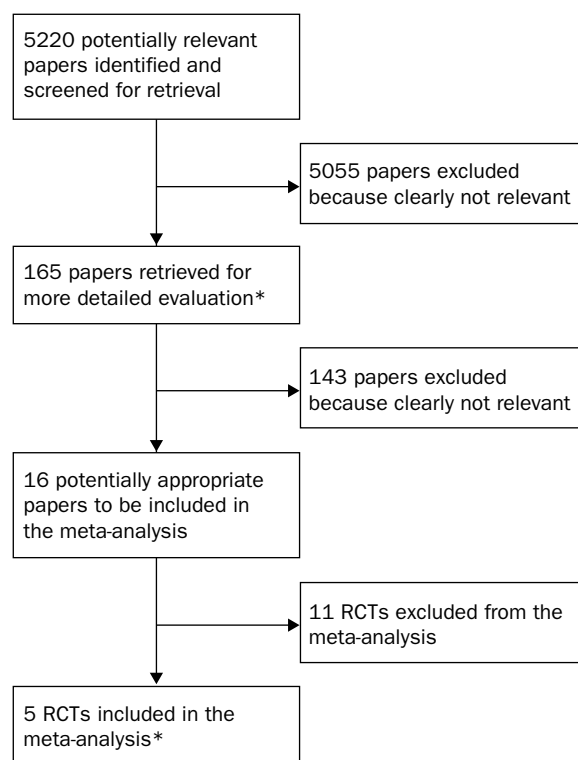 5220 potentially relevant
papers identified and
screened for retrieval
5055 papers excluded
because clearly not relevant
165 papers retrieved for
more detailed evaluation*
143 papers excluded
because clearly not relevant
16 potentially appropriate
papers to be included in
the meta-analysis
11 RCTs excluded from the
meta-analysis
5 RCTs included in the
meta-analysis*